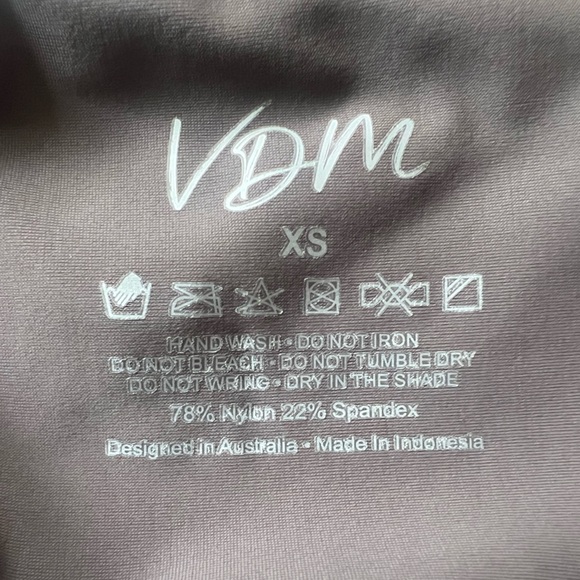 VDM
XS
HAND WASH • DO NOT IRON
DO NOT BLEACH • DO NOT TUMBLE DRY
DO NOT WRING • DRY IN THE SHADE
78% Nylon 22% Spandex
Designed in Australia • Made In Indonesia